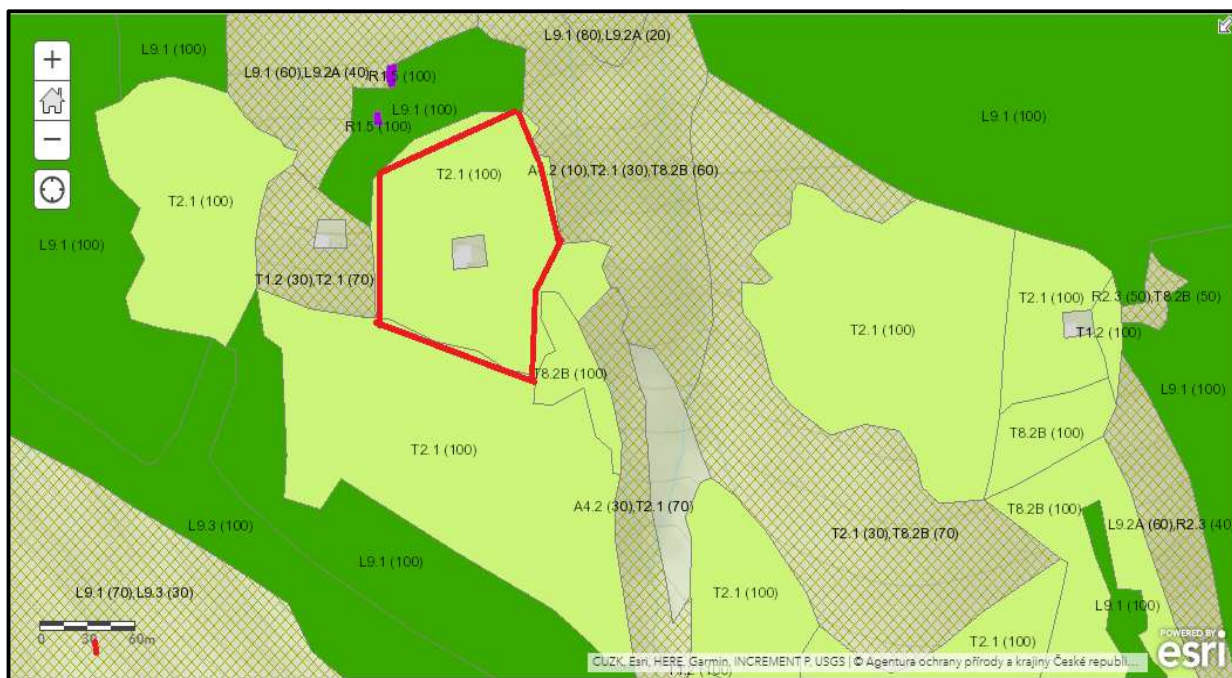 L9.1 (80),L9.2A (20)
L9.1 (100)
L9.1 (60),L9.2A (40)
R1.5 (100)
L9.1 (100)
L9.1 (100)
R1.5 (100)
T2.1 (100)
A4.2 (10),T2.1 (30),T8.2B (60)
T2.1 (100)
L9.1 (100)
T1.2 (30),T2.1 (70)
T2.1 (100)
R2.3 (50),T8.2B (50)
T2.1 (100)
T1.2 (100)
T8.2B (100)
L9.1 (100)
T2.1 (100)
T8.2B (100)
A4.2 (30),T2.1 (70)
T8.2B (100)
L9.3 (100)
L9.2A (60),R2.3 (40
T2.1 (30),T8.2B (70)
L9.1 (100)
L9.1 (70),L9.3 (30)
T2.1 (100)
L9.1 (100)
0 30 60m
T2.1 (100)
POWERED BY
esri
CUZK, Esri, HERE, Garmin, INCREMENT P, USGS | © Agentura ochrany přírody a krajiny České republi...